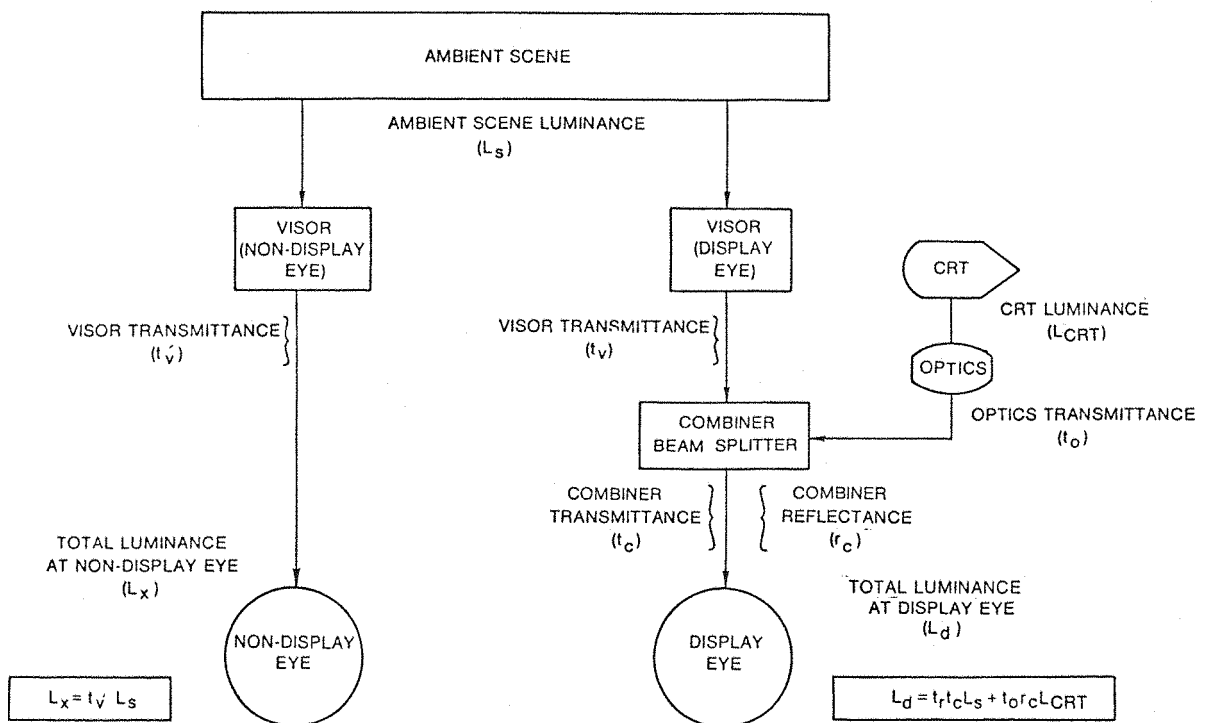 AMBIENT SCENE
AMBIENT SCENE LUMINANCE
(Ls)
VISOR
(NON-DISPLAY
EYE)
VISOR
(DISPLAY
EYE)
CRT
CRT LUMINANCE
(LCRT)
VISOR TRANSMITTANCE
(tv′)
VISOR TRANSMITTANCE
(tv)
OPTICS
OPTICS TRANSMITTANCE
(to)
COMBINER
BEAM SPLITTER
COMBINER
TRANSMITTANCE
(tc)
COMBINER
REFLECTANCE
(rc)
TOTAL LUMINANCE
AT NON-DISPLAY EYE
(Lx)
TOTAL LUMINANCE
AT DISPLAY EYE
(Ld)
NON-DISPLAY
EYE
DISPLAY
EYE
Lx = tv′ Ls
Ld = trtcLs + torcLCRT